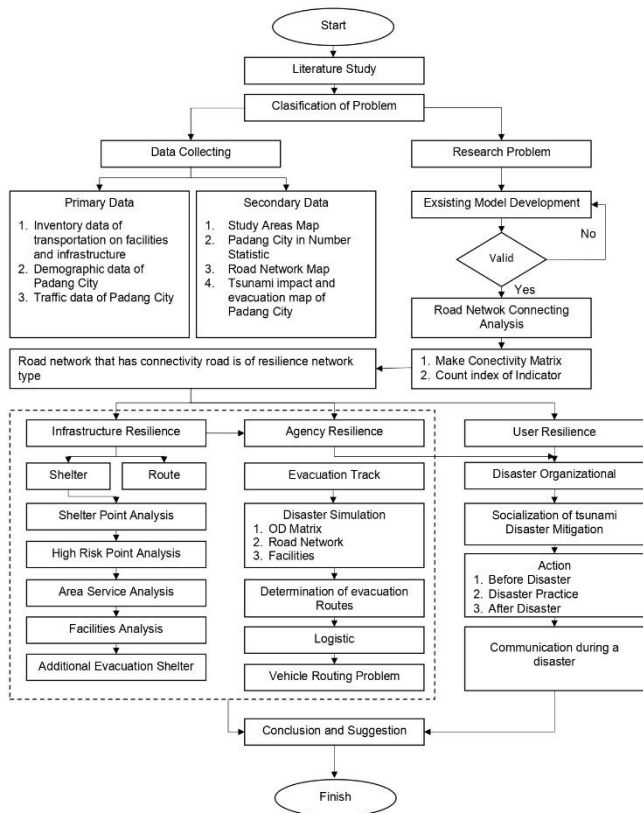 Start
Literature Study
Clasification of Problem
Data Collecting
Research Problem
Primary Data
1. Inventory data of
transportation on facilities
and infrastructure
2. Demographic data of
Padang City
3. Traffic data of Padang City
Secondary Data
1. Study Areas Map
2. Padang City in Number
Statistic
3. Road Network Map
4. Tsunami impact and
evacuation map of
Padang City
Exsisting Model Development
No
Valid
Yes
Road Netwok Connecting
Analysis
1. Make Conectivity Matrix
2. Count index of Indicator
Road network that has connectivity road is of resilience network
type
Infrastructure Resilience
Agency Resilience
User Resilience
Shelter
Route
Shelter Point Analysis
High Risk Point Analysis
Area Service Analysis
Facilities Analysis
Additional Evacuation Shelter
Evacuation Track
Disaster Simulation
1. OD Matrix
2. Road Network
3. Facilities
Determination of evacuation
Routes
Logistic
Vehicle Routing Problem
Disaster Organizational
Socialization of tsunami
Disaster Mitigation
Action
1. Before Disaster
2. Disaster Practice
3. After Disaster
Communication during a
disaster
Conclusion and Suggestion
Finish